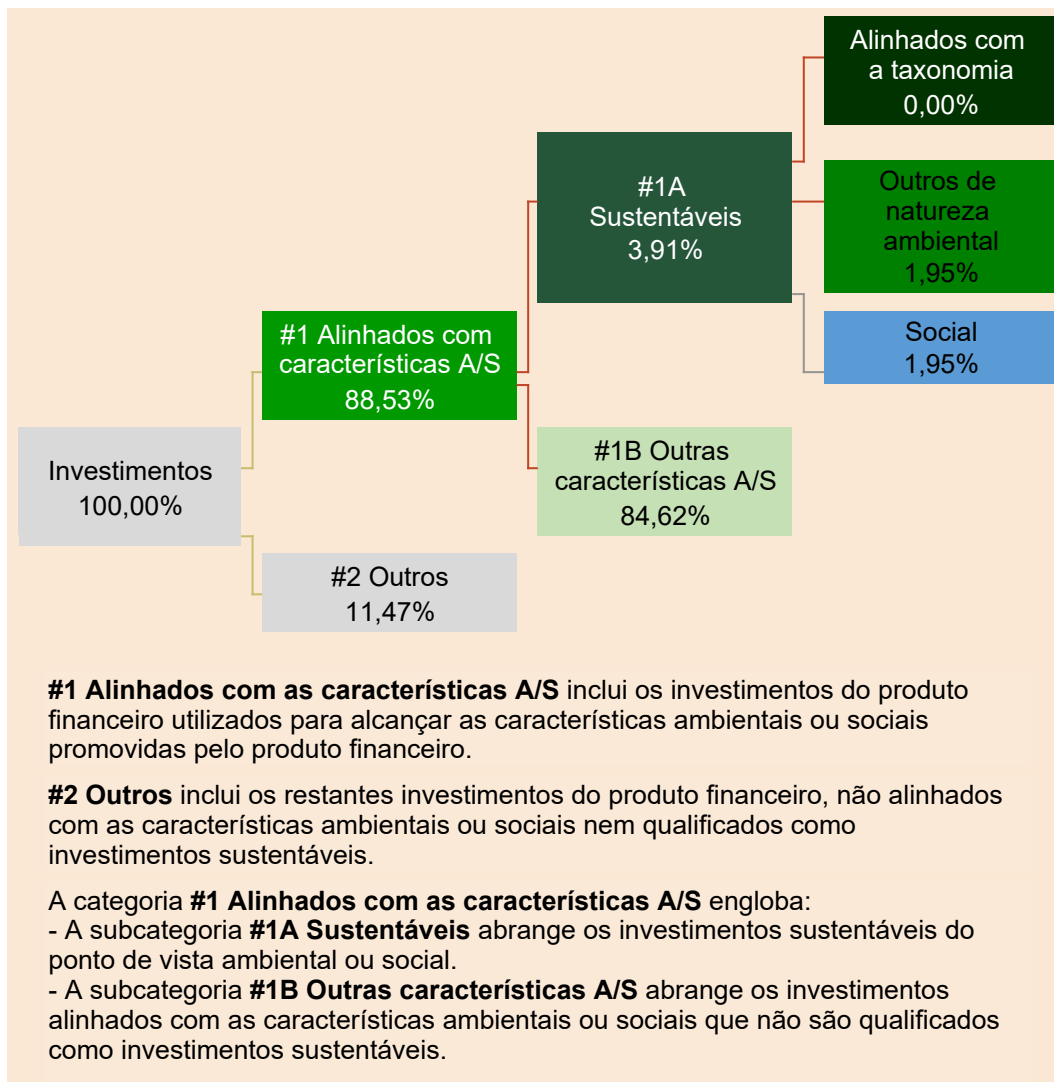 Alinhados com
a taxonomia
0,00%
#1A
Sustentáveis
3,91%
Outros de
natureza
ambiental
1,95%
#1 Alinhados com
características A/S
88,53%
Social
1,95%
Investimentos
100,00%
#1B Outras
características A/S
84,62%
#2 Outros
11,47%
#1 Alinhados com as características A/S inclui os investimentos do produto
financeiro utilizados para alcançar as características ambientais ou sociais
promovidas pelo produto financeiro.
#2 Outros inclui os restantes investimentos do produto financeiro, não alinhados
com as características ambientais ou sociais nem qualificados como
investimentos sustentáveis.
A categoria #1 Alinhados com as características A/S engloba:
- A subcategoria #1A Sustentáveis abrange os investimentos sustentáveis do
ponto de vista ambiental ou social.
- A subcategoria #1B Outras características A/S abrange os investimentos
alinhados com as características ambientais ou sociais que não são qualificados
como investimentos sustentáveis.